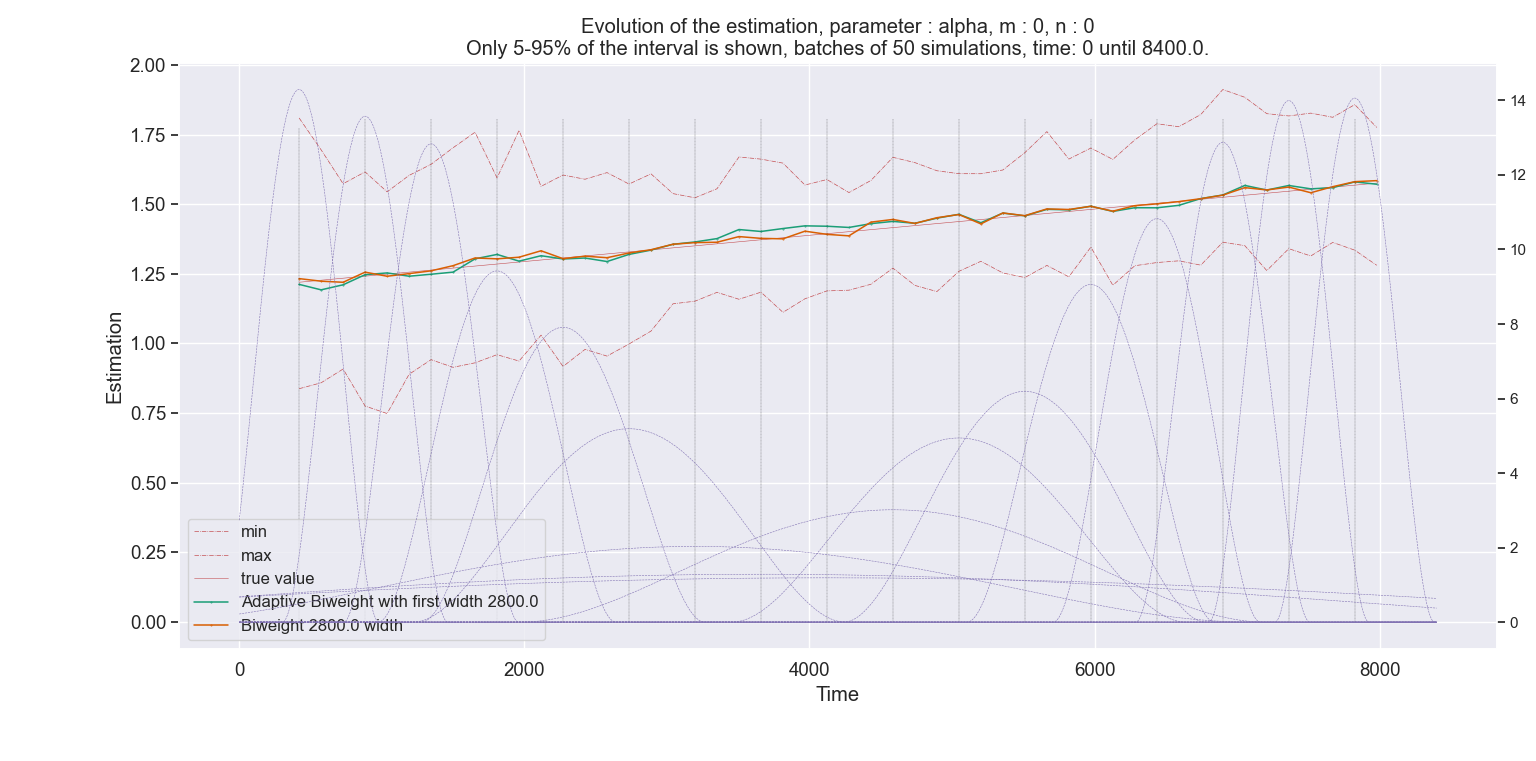 Evolution of the estimation, parameter : alpha, m : 0, n : 0
Only 5-95% of the interval is shown, batches of 50 simulations, time: 0 until 8400.0.
2.00
1.75
1.50
1.25
1.00
0.75
0.50
0.25
0.00
Estimation
14
12
10
8
6
4
2
0
min
max
true value
Adaptive Biweight with first width 2800.0
Biweight 2800.0 width
0
2000
4000
6000
8000
Time